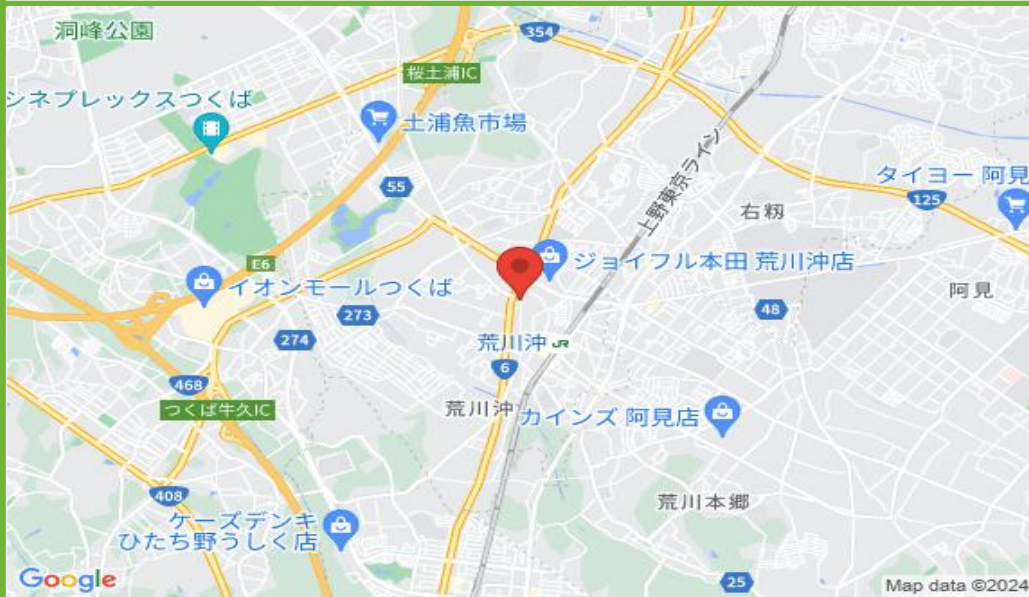 洞峰公園
354
桜土浦IC
シネプレックスつくば
土浦魚市場
55
上野東京ライン
タイヨー 阿見
125
右籾
E6
ジョイフル本田 荒川沖店
イオンモールつくば
273
阿見
48
274
荒川沖 JR
6
468
つくば牛久IC
荒川沖
カインズ 阿見店
408
荒川本郷
ケーズデンキ
ひたち野うしく店
25
Google
Map data ©2024